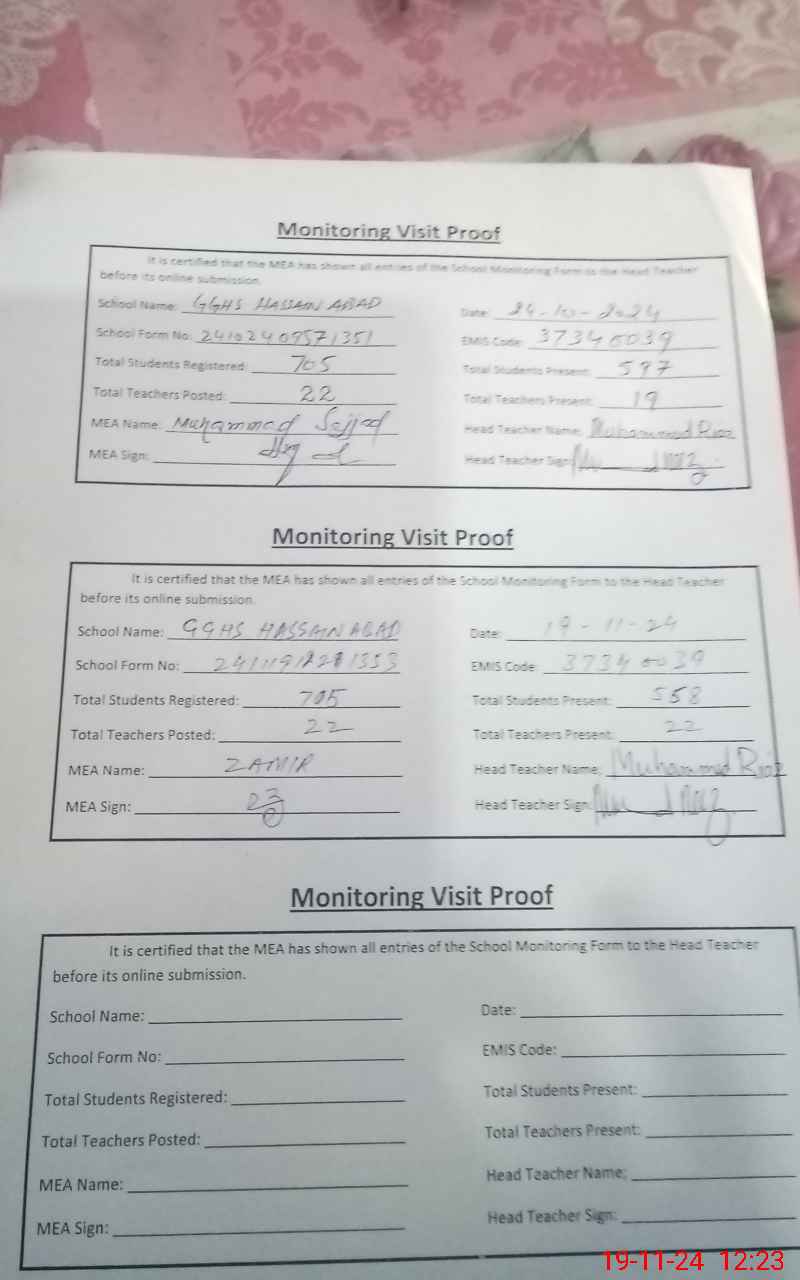 Monitoring Visit Proof
It is certified that the MEA has shown all entries of the School Monitoring Form to the Head Teacher
before its online submission.
School Name: GGHS HASSAIN ABAD Date: 24-10-2024
School Form No: 24102409571351 EMIS Code: 37340039
Total Students Registered: 705 Total Students Present: 597
Total Teachers Posted: 22 Total Teachers Present: 19
MEA Name: Muhammad Sajjad Head Teacher Name: Muhammad Riaz
MEA Sign: Head Teacher Sign:
Monitoring Visit Proof
It is certified that the MEA has shown all entries of the School Monitoring Form to the Head Teacher
before its online submission.
School Name: GGHS HASSAIN ABAD Date: 19-11-24
School Form No: EMIS Code: 37340039
Total Students Registered: 705 Total Students Present: 558
Total Teachers Posted: 22 Total Teachers Present: 22
MEA Name: ZAMIR Head Teacher Name: Muhammad Riaz
MEA Sign: Head Teacher Sign:
Monitoring Visit Proof
It is certified that the MEA has shown all entries of the School Monitoring Form to the Head Teacher
before its online submission.
School Name: Date:
School Form No: EMIS Code:
Total Students Registered: Total Students Present:
Total Teachers Posted: Total Teachers Present:
MEA Name: Head Teacher Name:
MEA Sign: Head Teacher Sign:
19-11-24 12:23